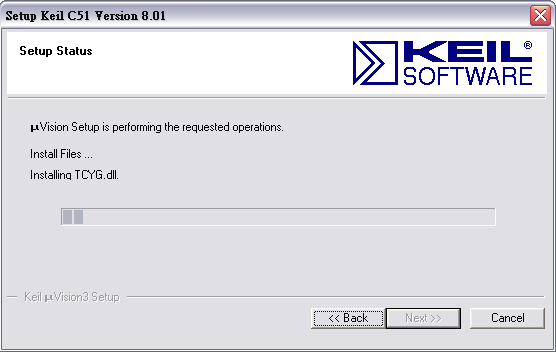 Setup Keil C51 Version 8.01
Setup Status
KEIL®
SOFTWARE
µVision Setup is performing the requested operations.
Install Files ...
Installing TCYG.dll.
Keil µVision3 Setup
<< Back
Next >>
Cancel